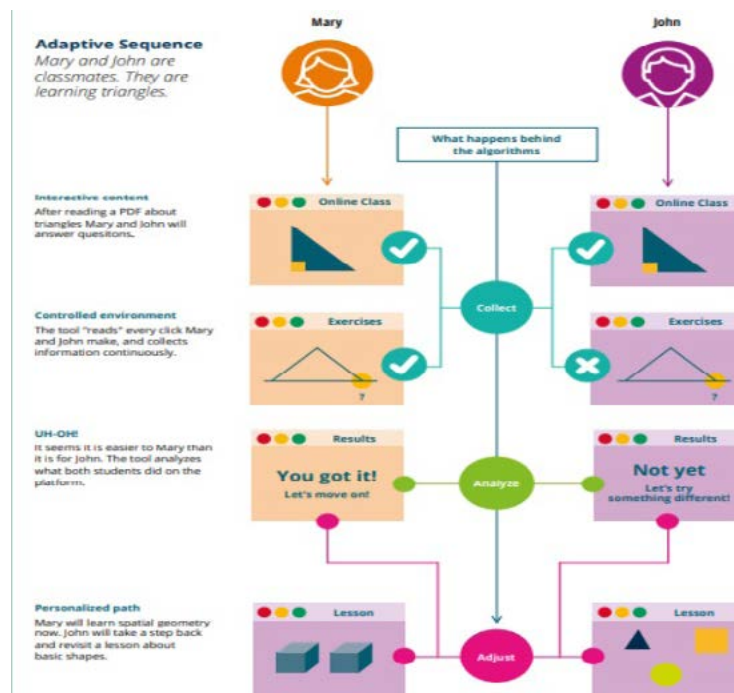 Mary
John
Adaptive Sequence
Mary and John are
classmates. They are
learning triangles.
What happens behind
the algorithms
Interactive content
After reading a PDF about
triangles Mary and John will
answer quesitons.
Online Class
Online Class
Collect
Controlled environment
The tool "reads" every click Mary
and John make, and collects
information continuously.
Exercises
?
Exercises
?
UH-OH!
It seems it is easier to Mary than
it is for John. The tool analyzes
what both students did on the
platform.
Results
You got it!
Let's move on!
Analyze
Results
Not yet
Let's try
something different!
Personalized path
Mary will learn spatial geometry
now. John will take a step back
and revisit a lesson about
basic shapes.
Lesson
Adjust
Lesson